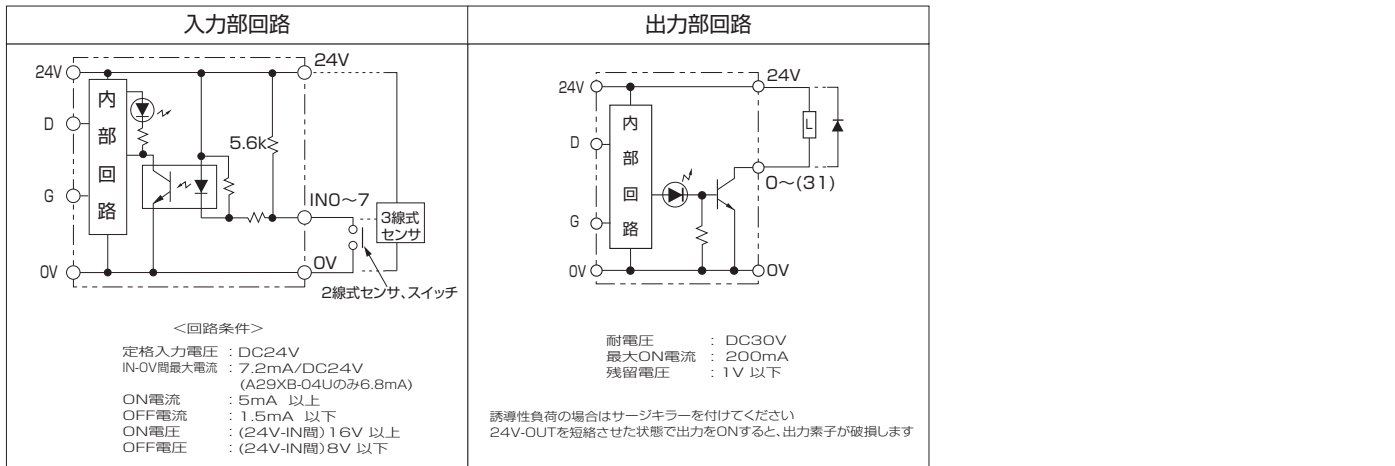 入力部回路
24V
24V
D
内部回路
5.6k
G
IN0〜7
3線式
センサ
0V
0V
2線式センサ、スイッチ
＜回路条件＞
定格入力電圧 : DC24V
IN-0V間最大電流 : 7.2mA/DC24V
(A29XB-04Uのみ6.8mA)
ON電流 : 5mA 以上
OFF電流 : 1.5mA 以下
ON電圧 : (24V-IN間)16V 以上
OFF電圧 : (24V-IN間)8V 以下
出力部回路
24V
24V
L
D
内部回路
0〜(31)
G
0V
0V
耐電圧 : DC30V
最大ON電流 : 200mA
残留電圧 : 1V 以下
誘導性負荷の場合はサージキラーを付けてください
24V-OUTを短絡させた状態で出力をONすると、出力素子が破損します